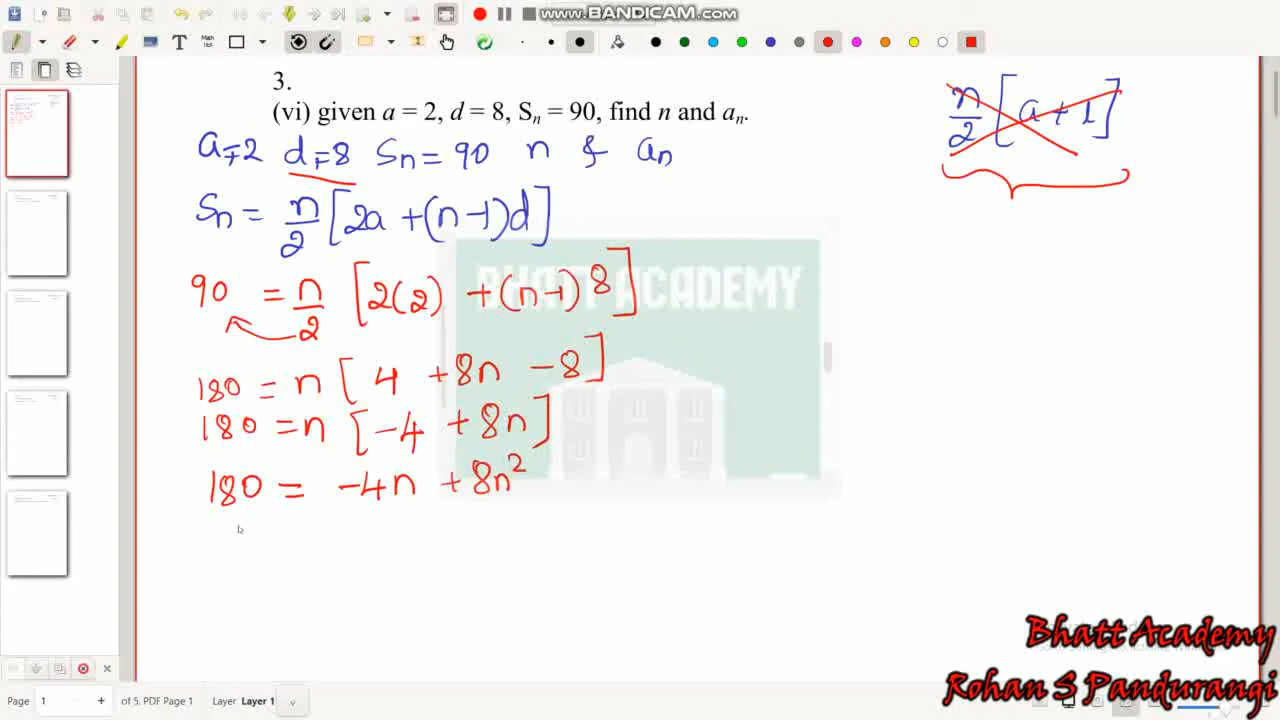 www.BANDICAM.com
3.
(vi) given a = 2, d = 8, Sn = 90, find n and an.
a = 2 d = 8 Sn = 90 n & an
Sn = n/2 [2a + (n-1)d]
90 = n/2 [2(2) + (n-1) 8]
180 = n [4 + 8n - 8]
180 = n [-4 + 8n]
180 = -4n + 8n²
n/2 [a + l]
BHATT ACADEMY
Bhatt Academy
Rohan S Pandurangi
Page 1 of 5. PDF Page 1 Layer Layer 1